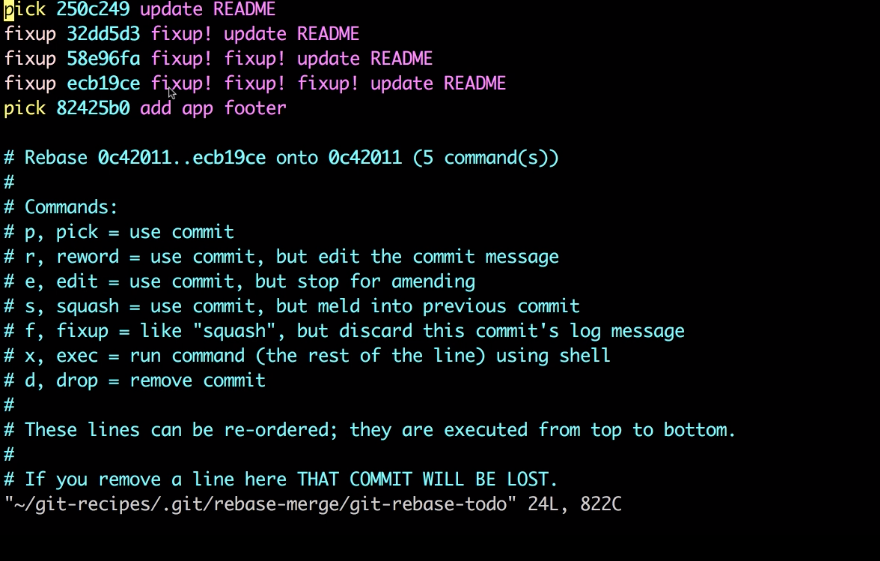 pick 250c249 update README
fixup 32dd5d3 fixup! update README
fixup 58e96fa fixup! fixup! update README
fixup ecb19ce fixup! fixup! fixup! update README
pick 82425b0 add app footer
# Rebase 0c42011..ecb19ce onto 0c42011 (5 command(s))
#
# Commands:
# p, pick = use commit
# r, reword = use commit, but edit the commit message
# e, edit = use commit, but stop for amending
# s, squash = use commit, but meld into previous commit
# f, fixup = like "squash", but discard this commit's log message
# x, exec = run command (the rest of the line) using shell
# d, drop = remove commit
#
# These lines can be re-ordered; they are executed from top to bottom.
#
# If you remove a line here THAT COMMIT WILL BE LOST.
"~/git-recipes/.git/rebase-merge/git-rebase-todo" 24L, 822C